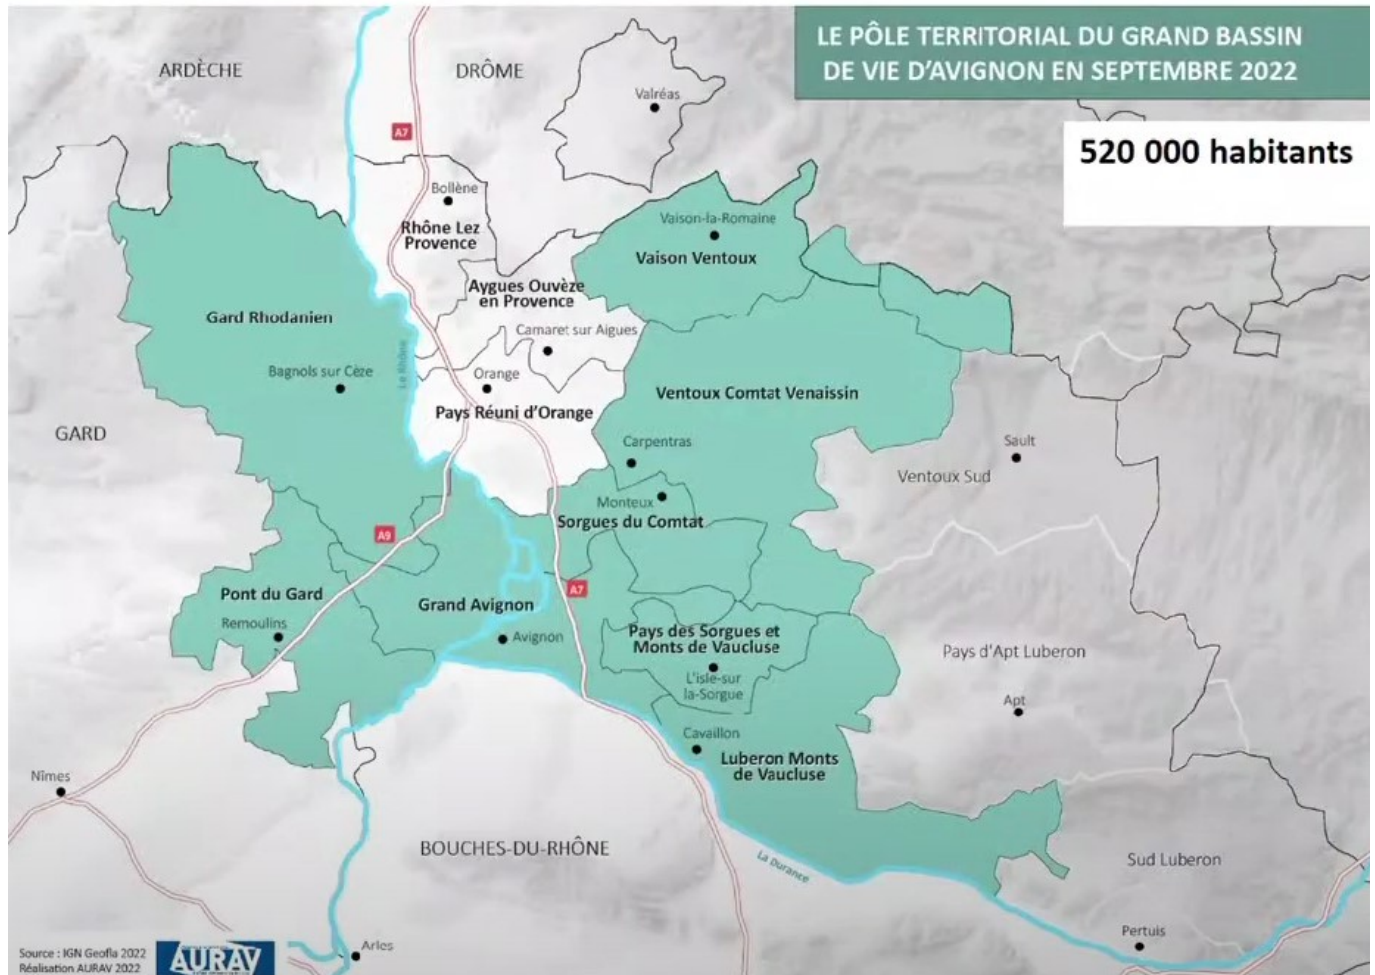 LE PÔLE TERRITORIAL DU GRAND BASSIN
DE VIE D'AVIGNON EN SEPTEMBRE 2022
520 000 habitants
ARDÈCHE
DRÔME
Valréas
A7
Bollène
Rhône Lez
Provence
Vaison-la-Romaine
Vaison Ventoux
Aygues Ouvèze
en Provence
Gard Rhodanien
Camaret sur Aigues
Le Rhône
Bagnols sur Cèze
Orange
Pays Réuni d'Orange
Ventoux Comtat Venaissin
GARD
Carpentras
Sault
Ventoux Sud
Monteux
Sorgues du Comtat
A9
A7
Pont du Gard
Grand Avignon
Remoulins
Avignon
Pays des Sorgues et
Monts de Vaucluse
L'isle-sur
la-Sorgue
Pays d'Apt Luberon
Apt
Cavaillon
Luberon Monts
de Vaucluse
Nîmes
BOUCHES-DU-RHÔNE
La Durance
Sud Luberon
Pertuis
Arles
Source : IGN Geofla 2022
Réalisation AURAV 2022
AURAV